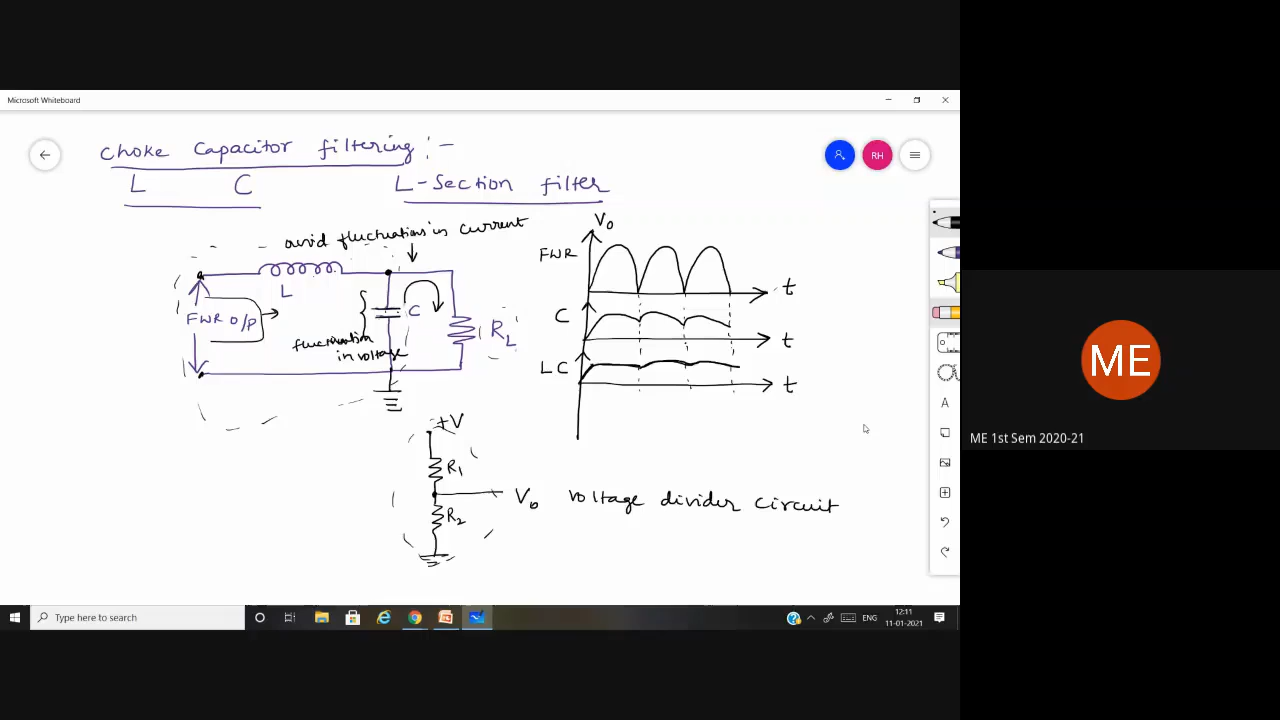 Microsoft Whiteboard
Choke Capacitor filtering :-
L C L-Section filter
RH
avoid fluctuations in current
L
FWR O/P
C
fluctuation in voltage
RL
Vo
FWR
t
C
t
LC
t
+V
R1
Vo voltage divider circuit
R2
A
ME
ME 1st Sem 2020-21
Type here to search
ENG
12:11
11-01-2021